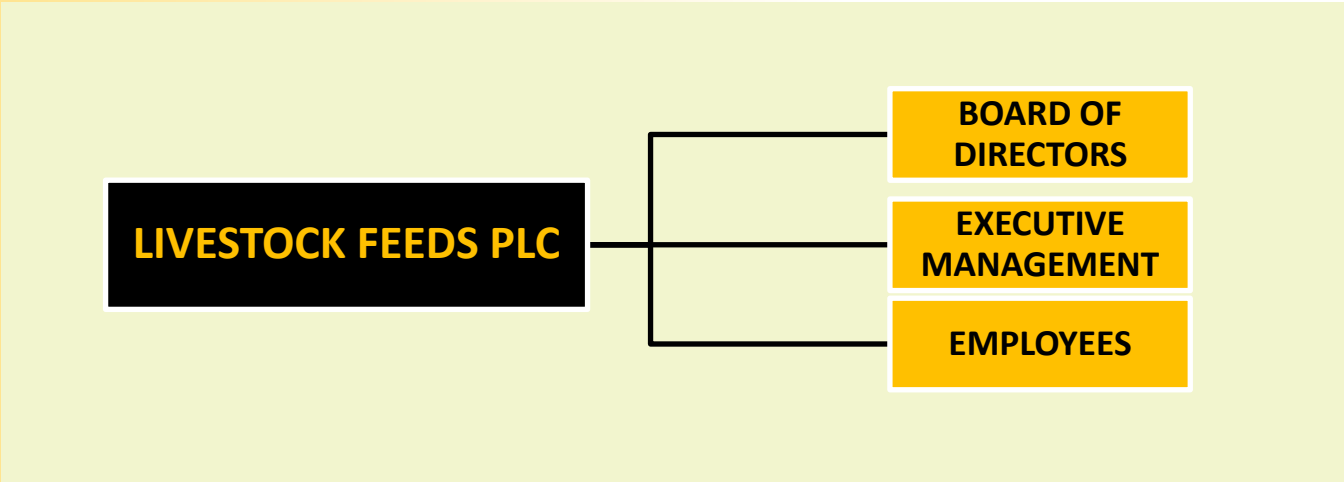 LIVESTOCK FEEDS PLC
BOARD OF
DIRECTORS
EXECUTIVE
MANAGEMENT
EMPLOYEES